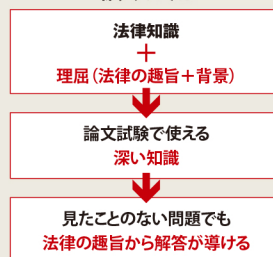 法律知識
＋
理屈（法律の趣旨＋背景）
論文試験で使える
深い知識
見たことのない問題でも
法律の趣旨から解答が導ける